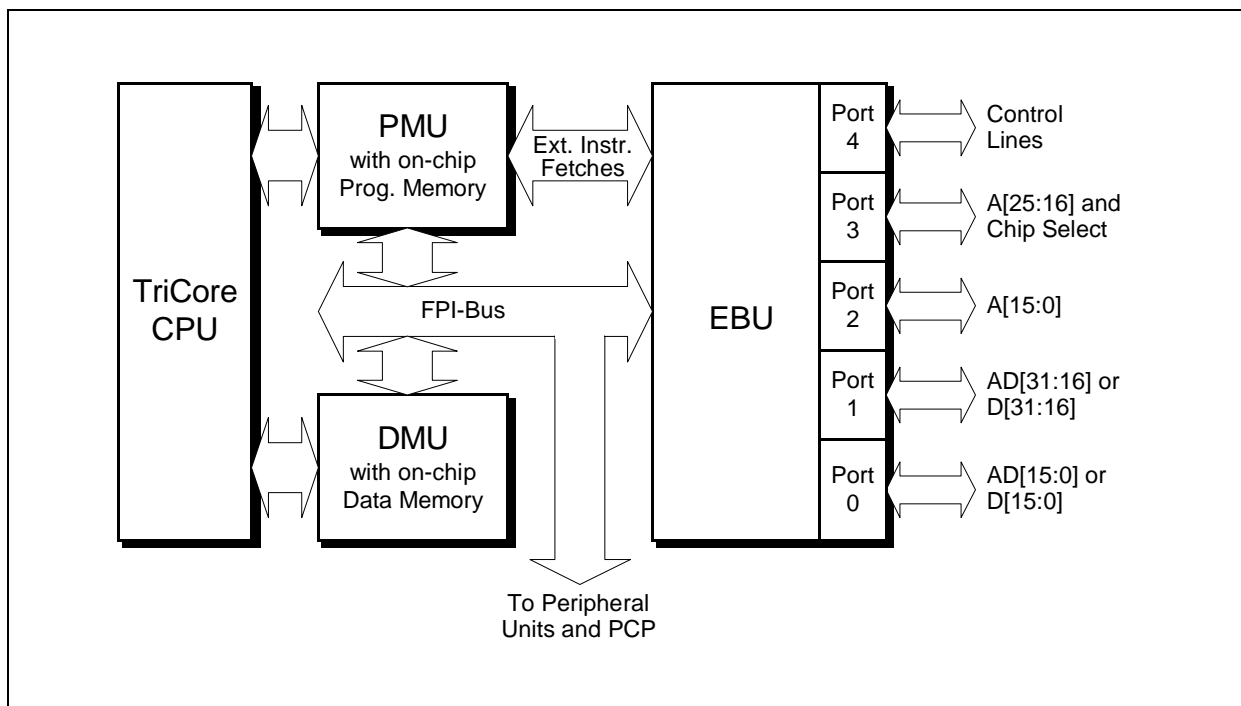 TriCore
CPU
PMU
with on-chip
Prog. Memory
Ext. Instr.
Fetches
FPI-Bus
DMU
with on-chip
Data Memory
To Peripheral
Units and PCP
EBU
Port
4
Control
Lines
Port
3
A[25:16] and
Chip Select
Port
2
A[15:0]
Port
1
AD[31:16] or
D[31:16]
Port
0
AD[15:0] or
D[15:0]